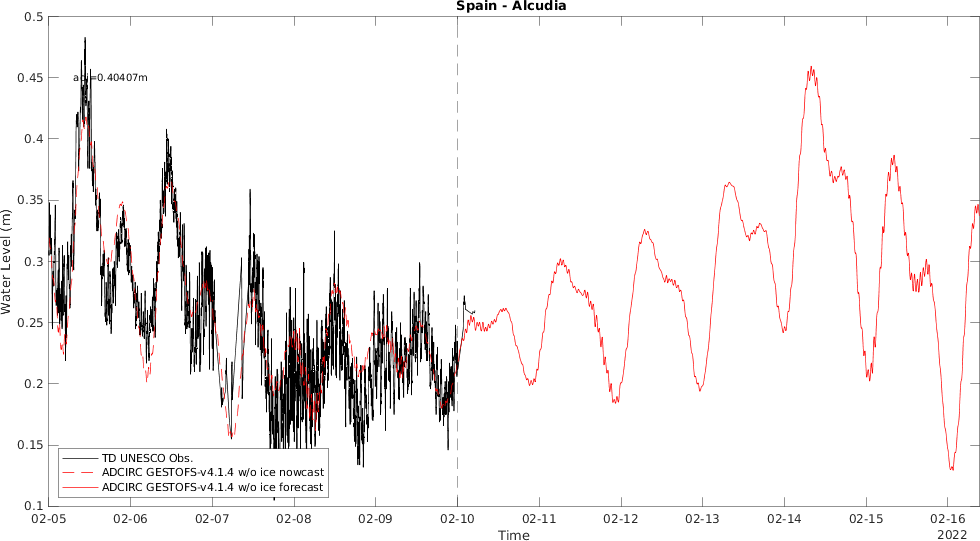 Spain - Alcudia
0.5
0.45
0.4
0.35
0.3
0.25
0.2
0.15
0.1
Water Level (m)
=0.40407m
TD UNESCO Obs.
ADCIRC GESTOFS-v4.1.4 w/o ice nowcast
ADCIRC GESTOFS-v4.1.4 w/o ice forecast
02-05 02-06 02-07 02-08 02-09 02-10 02-11 02-12 02-13 02-14 02-15 02-16
Time
2022